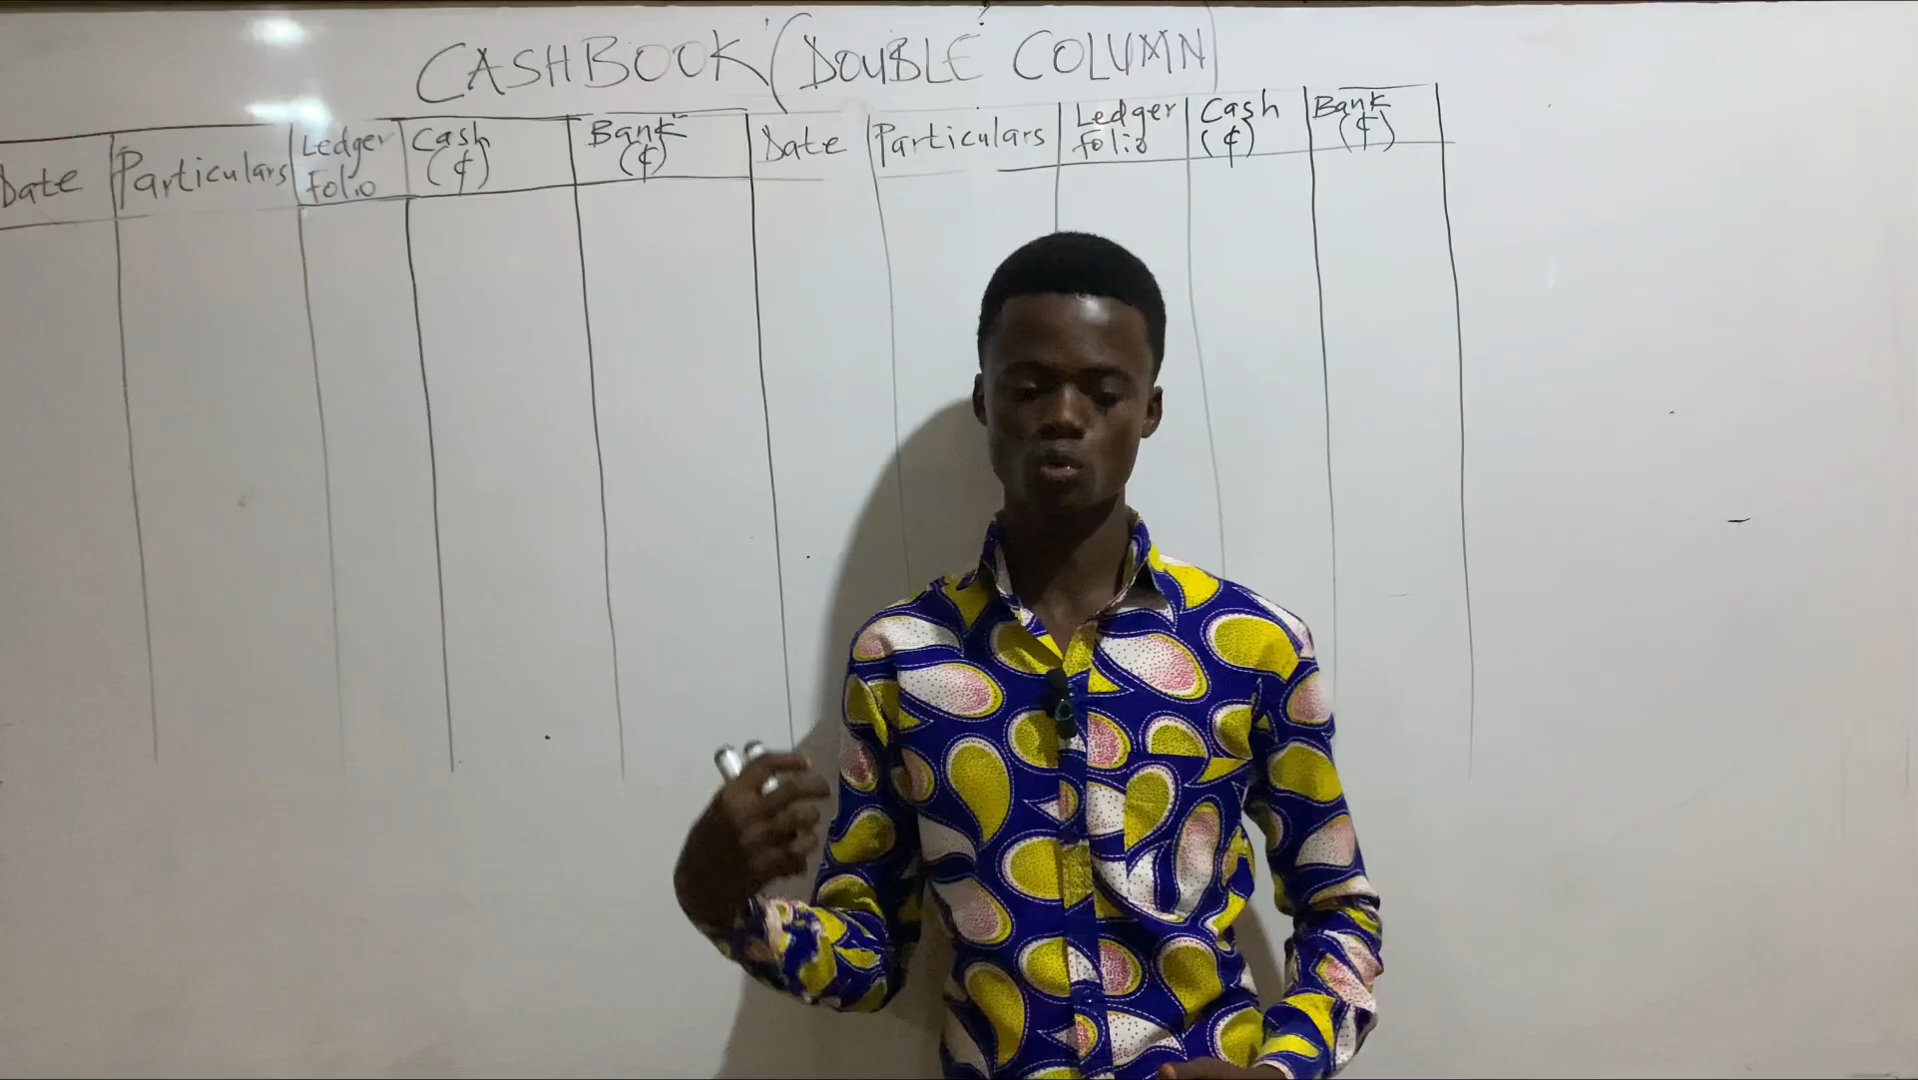 CASHBOOK (DOUBLE COLUMN)
Date Particulars Ledger Folio Cash (₵) Bank (₵) Date Particulars Ledger folio Cash (₵) Bank (₵)